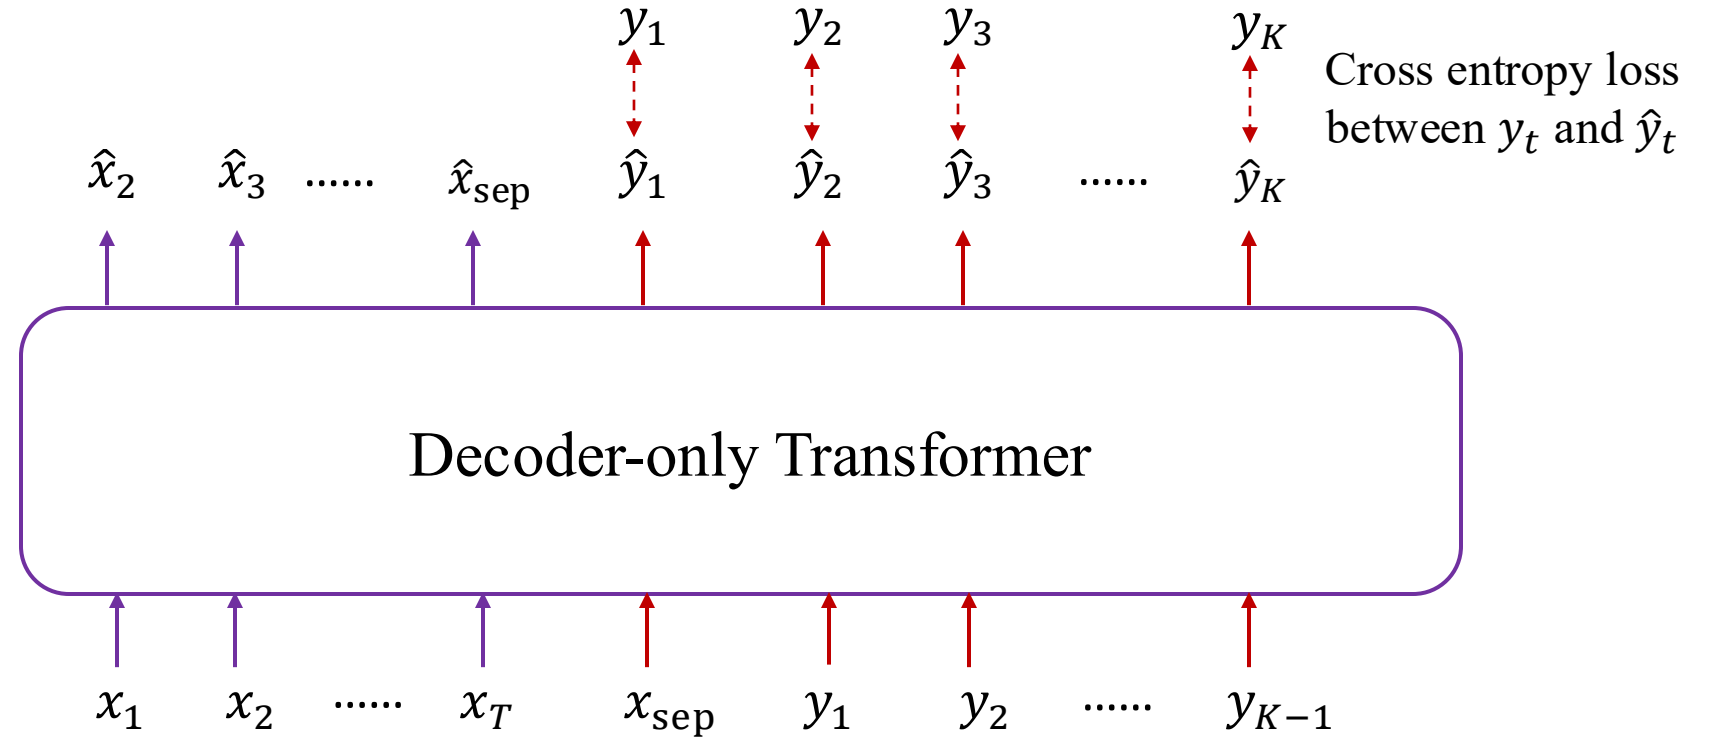 y₁ y₂ y₃ y_K
Cross entropy loss
between y_t and ŷ_t
x̂₂ x̂₃ ...... x̂_sep ŷ₁ ŷ₂ ŷ₃ ...... ŷ_K
Decoder-only Transformer
x₁ x₂ ...... x_T x_sep y₁ y₂ ...... y_{K−1}